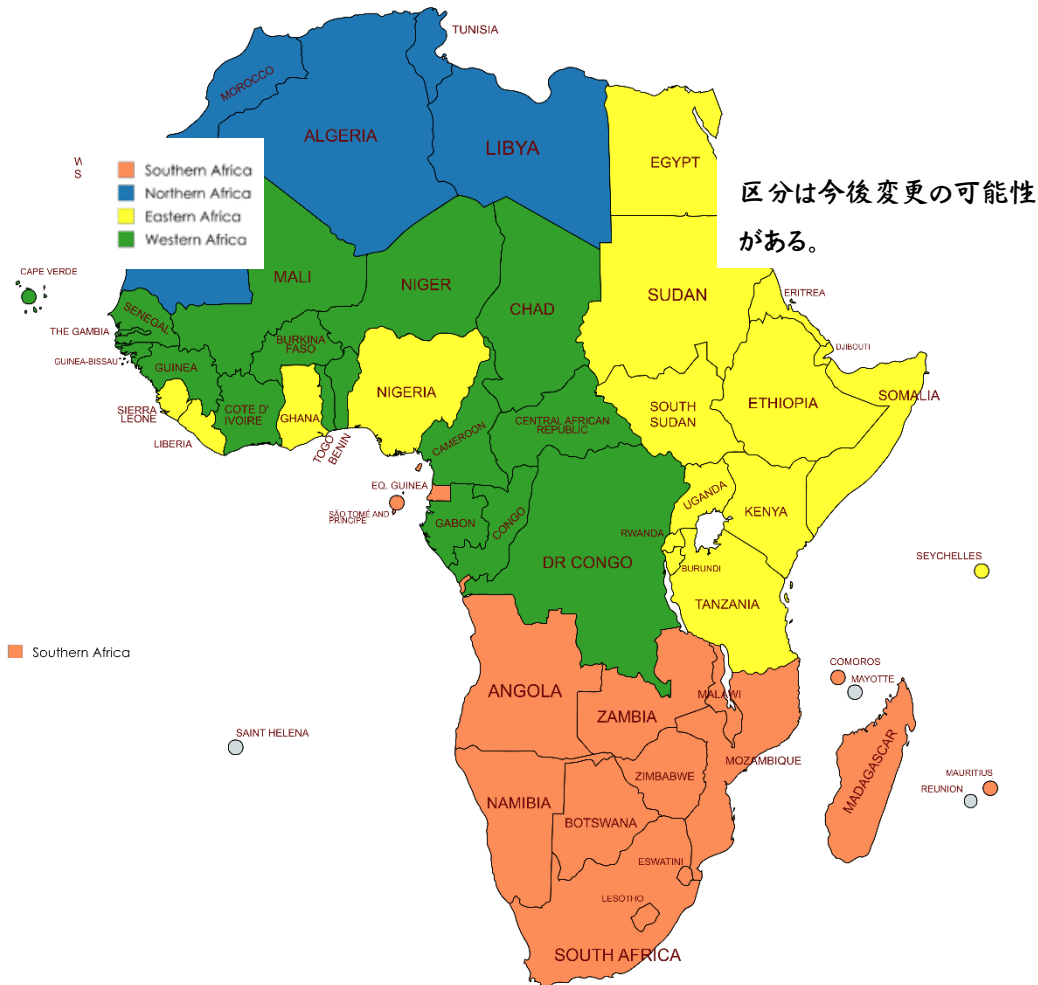 TUNISIA
MOROCCO
ALGERIA
LIBYA
EGYPT
W
S
Southern Africa
Northern Africa
Eastern Africa
Western Africa
区分は今後変更の可能性
がある。
CAPE VERDE
MALI
NIGER
CHAD
SUDAN
ERITREA
SENEGAL
THE GAMBIA
GUINEA-BISSAU
GUINEA
BURKINA
FASO
DJIBOUTI
SIERRA
LEONE
LIBERIA
COTE D'
IVOIRE
GHANA
TOGO
BENIN
NIGERIA
CAMEROON
CENTRAL AFRICAN
REPUBLIC
SOUTH
SUDAN
ETHIOPIA
SOMALIA
EQ. GUINEA
SÃO TOMÉ AND
PRINCIPE
GABON
CONGO
DR CONGO
UGANDA
KENYA
RWANDA
BURUNDI
TANZANIA
SEYCHELLES
Southern Africa
ANGOLA
ZAMBIA
MALAWI
COMOROS
MAYOTTE
SAINT HELENA
MOZAMBIQUE
MADAGASCAR
MAURITIUS
REUNION
ZIMBABWE
NAMIBIA
BOTSWANA
ESWATINI
LESOTHO
SOUTH AFRICA